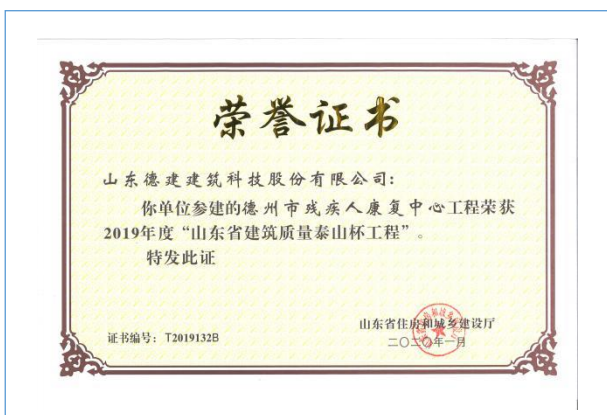 荣誉证书
山东德建建筑科技股份有限公司:
你单位参建的德州市残疾人康复中心工程荣获
2019年度“山东省建筑质量泰山杯工程”。
特发此证
山东省住房和城乡建设厅
证书编号: T2019132B
二〇二〇年一月